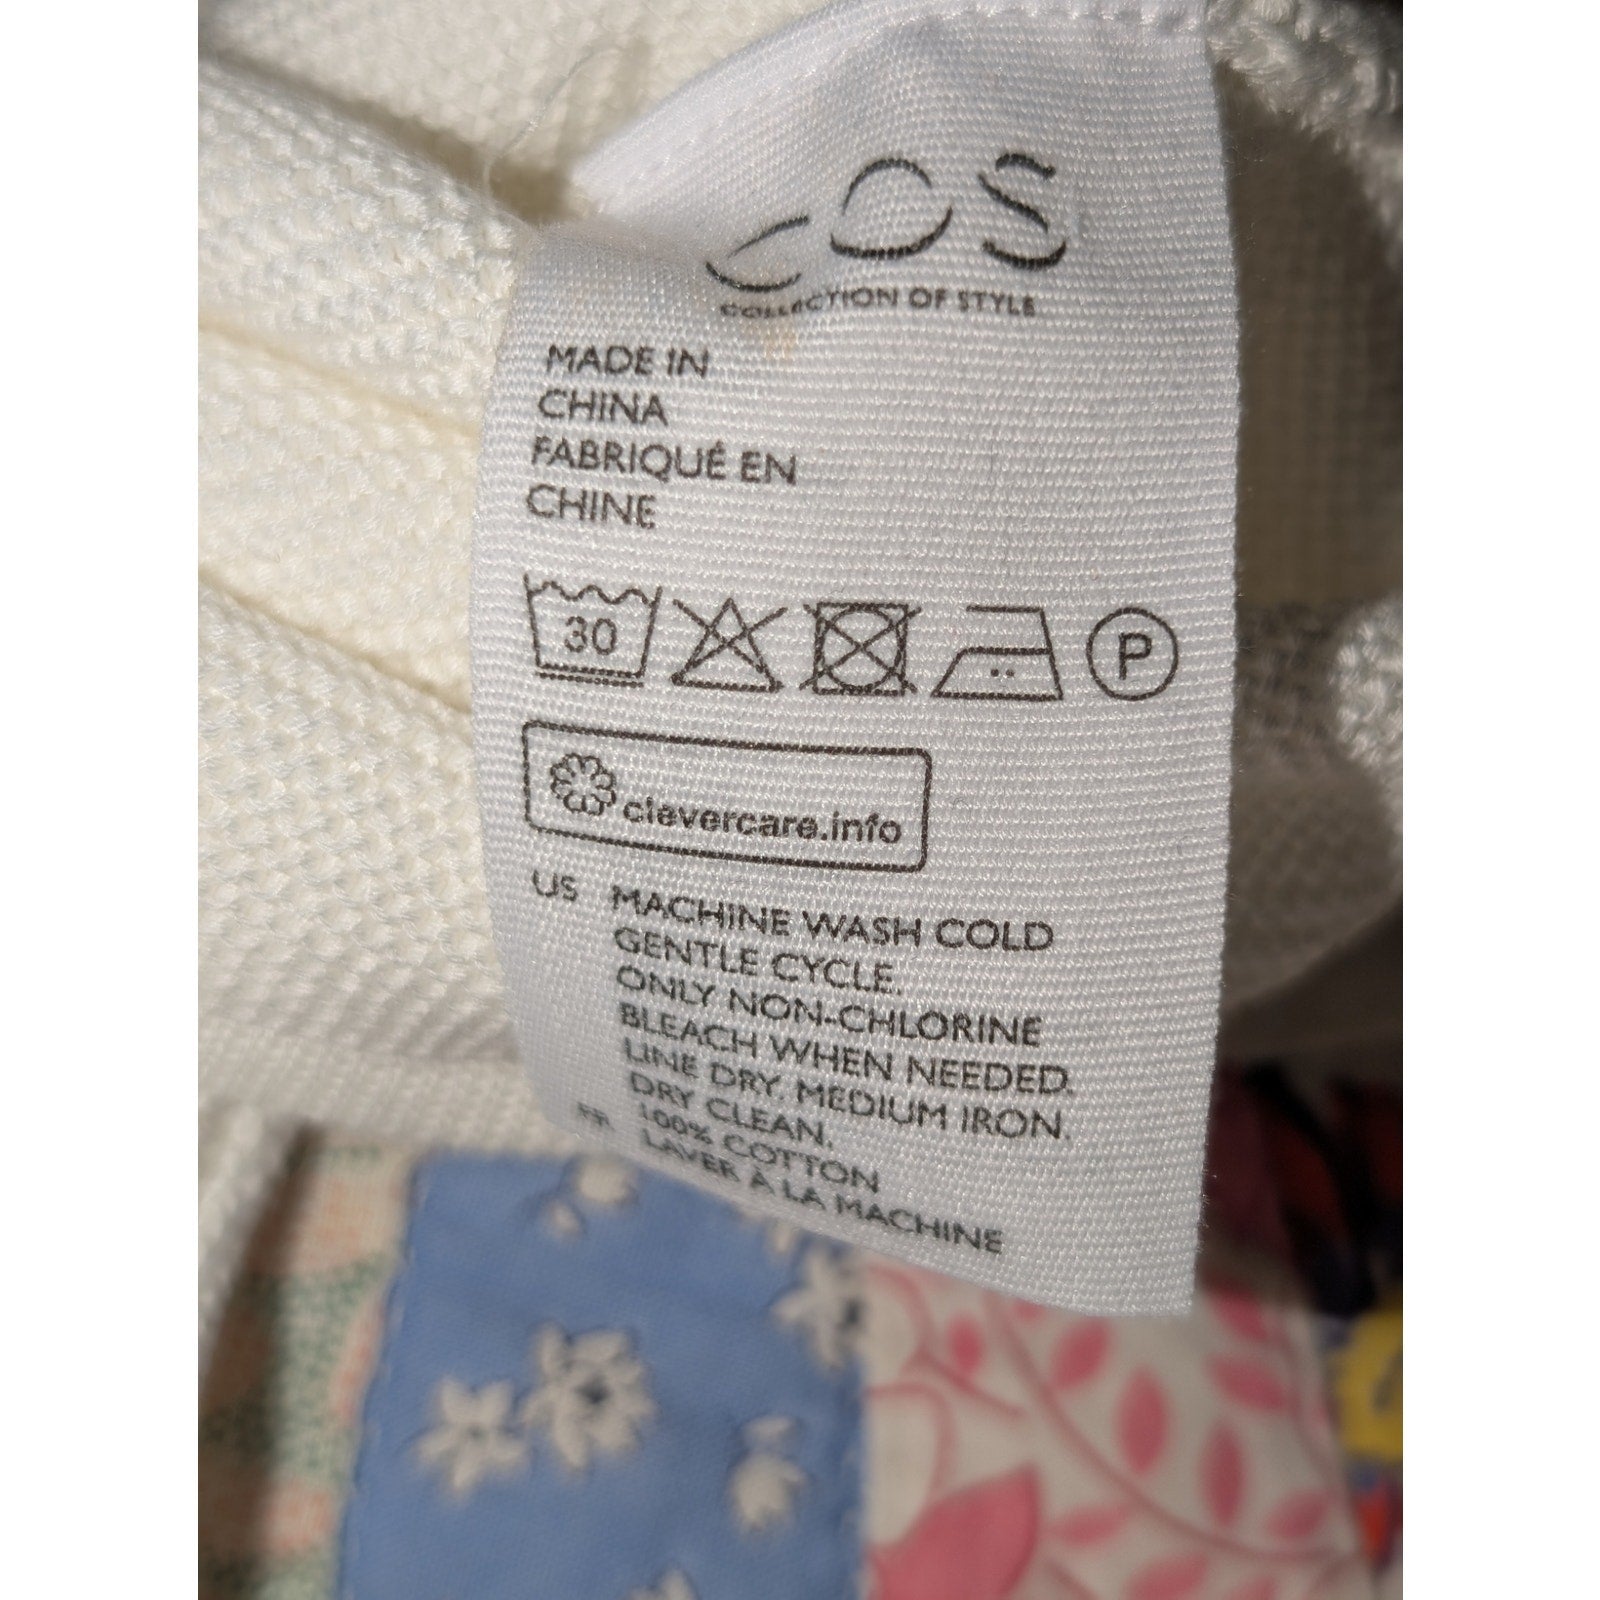 COS
COLLECTION OF STYLE
MADE IN
CHINA
FABRIQUÉ EN
CHINE
30
P
clevercare.info
US MACHINE WASH COLD
GENTLE CYCLE.
ONLY NON-CHLORINE
BLEACH WHEN NEEDED.
LINE DRY. MEDIUM IRON.
DRY CLEAN.
100% COTTON
FR LAVER À LA MACHINE